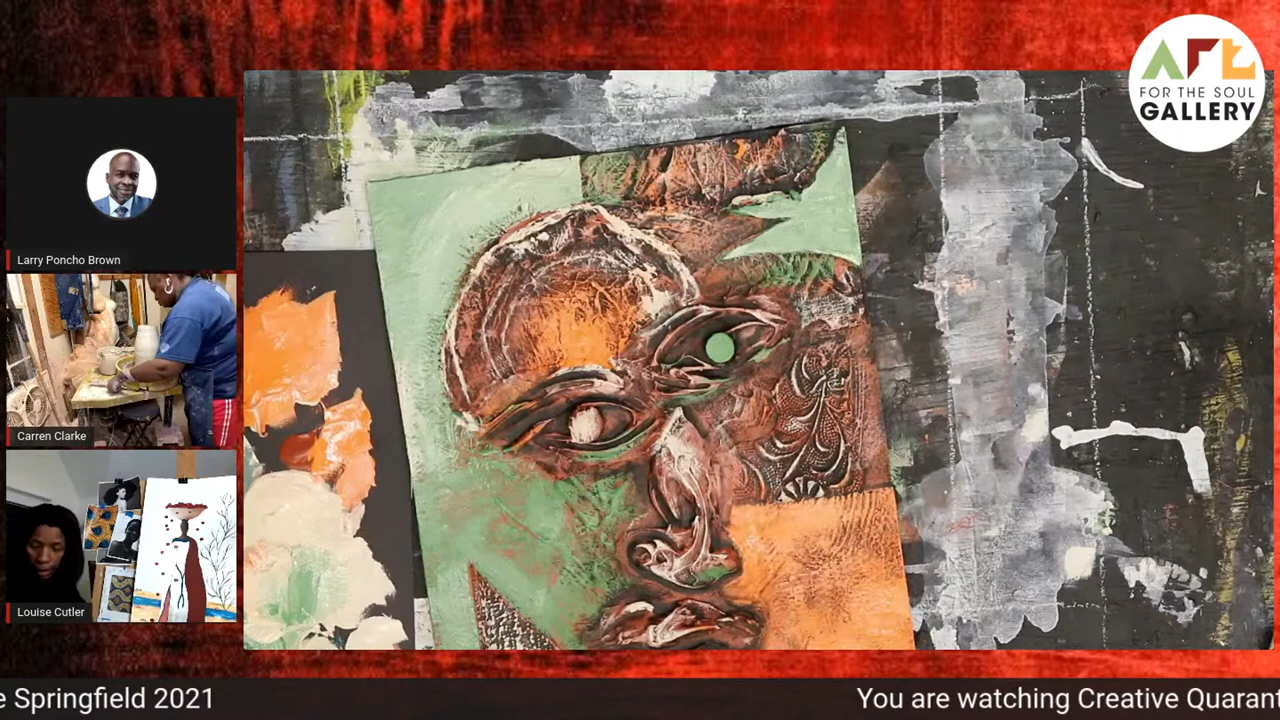 ART
FOR THE SOUL
GALLERY
Larry Poncho Brown
Carren Clarke
Louise Cutler
e Springfield 2021
You are watching Creative Quarant